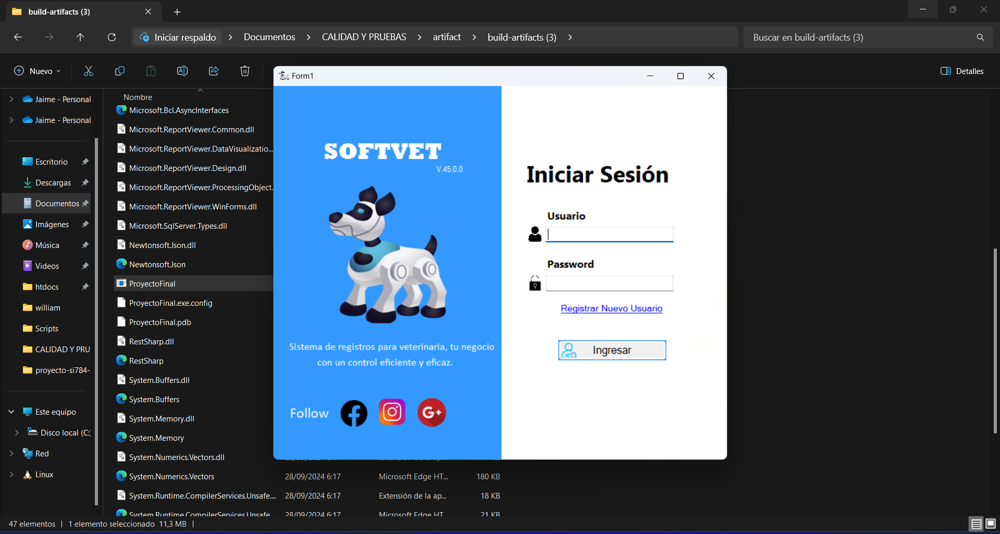 build-artifacts (3)
Iniciar respaldo
Documentos
CALIDAD Y PRUEBAS
artifact
build-artifacts (3)
Buscar en build-artifacts (3)
Nuevo
Detalles
Jaime - Personal
Jaime - Personal
Escritorio
Descargas
Documentos
Imágenes
Música
Videos
htdocs
william
Scripts
CALIDAD Y PRU
proyecto-si784-
Este equipo
Disco local (C:)
Red
Linux
Nombre
Microsoft.Bcl.AsyncInterfaces
Microsoft.ReportViewer.Common.dll
Microsoft.ReportViewer.DataVisualizatio...
Microsoft.ReportViewer.Design.dll
Microsoft.ReportViewer.ProcessingObject.
Microsoft.ReportViewer.WinForms.dll
Microsoft.SqlServer.Types.dll
Newtonsoft.Json.dll
Newtonsoft.Json
ProyectoFinal
ProyectoFinal.exe.config
ProyectoFinal.pdb
RestSharp.dll
RestSharp
System.Buffers.dll
System.Buffers
System.Memory.dll
System.Memory
System.Numerics.Vectors.dll
System.Numerics.Vectors 28/09/2024 6:17 Microsoft Edge HT... 180 KB
System.Runtime.CompilerServices.Unsafe.... 28/09/2024 6:17 Extensión de la ap... 18 KB
System.Runtime.CompilerServices.Unsafe 28/09/2024 6:17 Microsoft Edge HT 21 KB
Form1
SOFTVET
V.45.0.0
Sistema de registros para veterinaria, tu negocio
con un control eficiente y eficaz.
Follow
G+
Iniciar Sesión
Usuario
Password
Registrar Nuevo Usuario
Ingresar
47 elementos
1 elemento seleccionado 11,3 MB